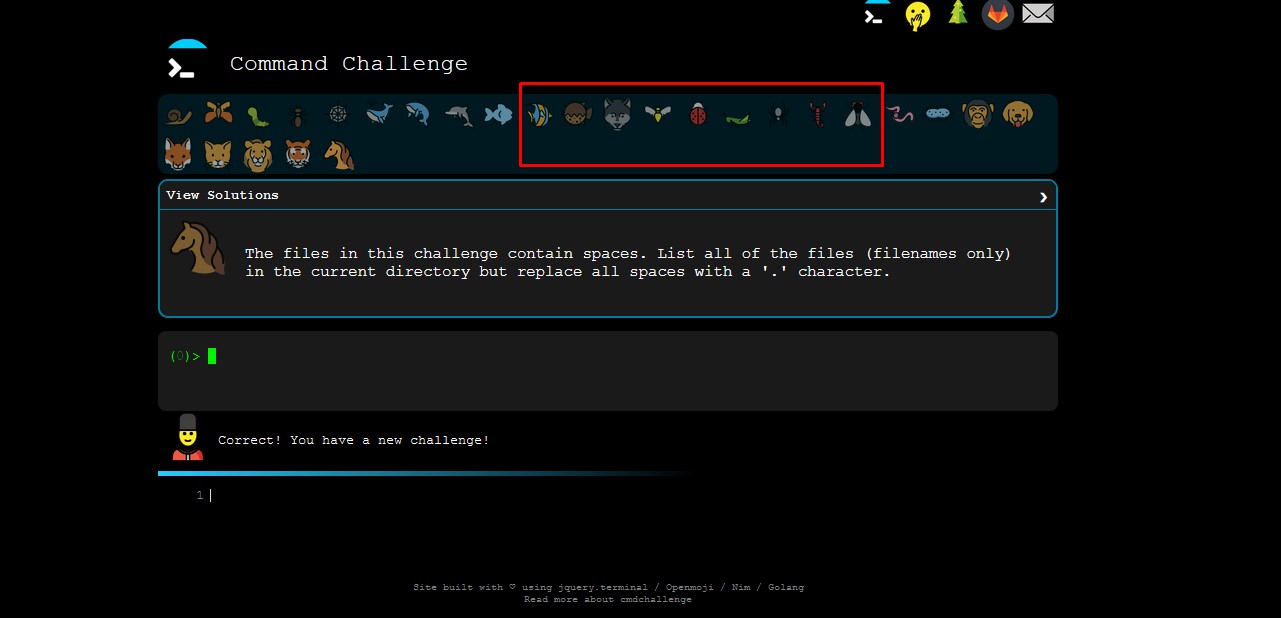 Command Challenge
View Solutions
The files in this challenge contain spaces. List all of the files (filenames only)
in the current directory but replace all spaces with a '.' character.
(0)>
Correct! You have a new challenge!
1
Site built with ♡ using jquery.terminal / Openmoji / Nim / Golang
Read more about cmdchallenge